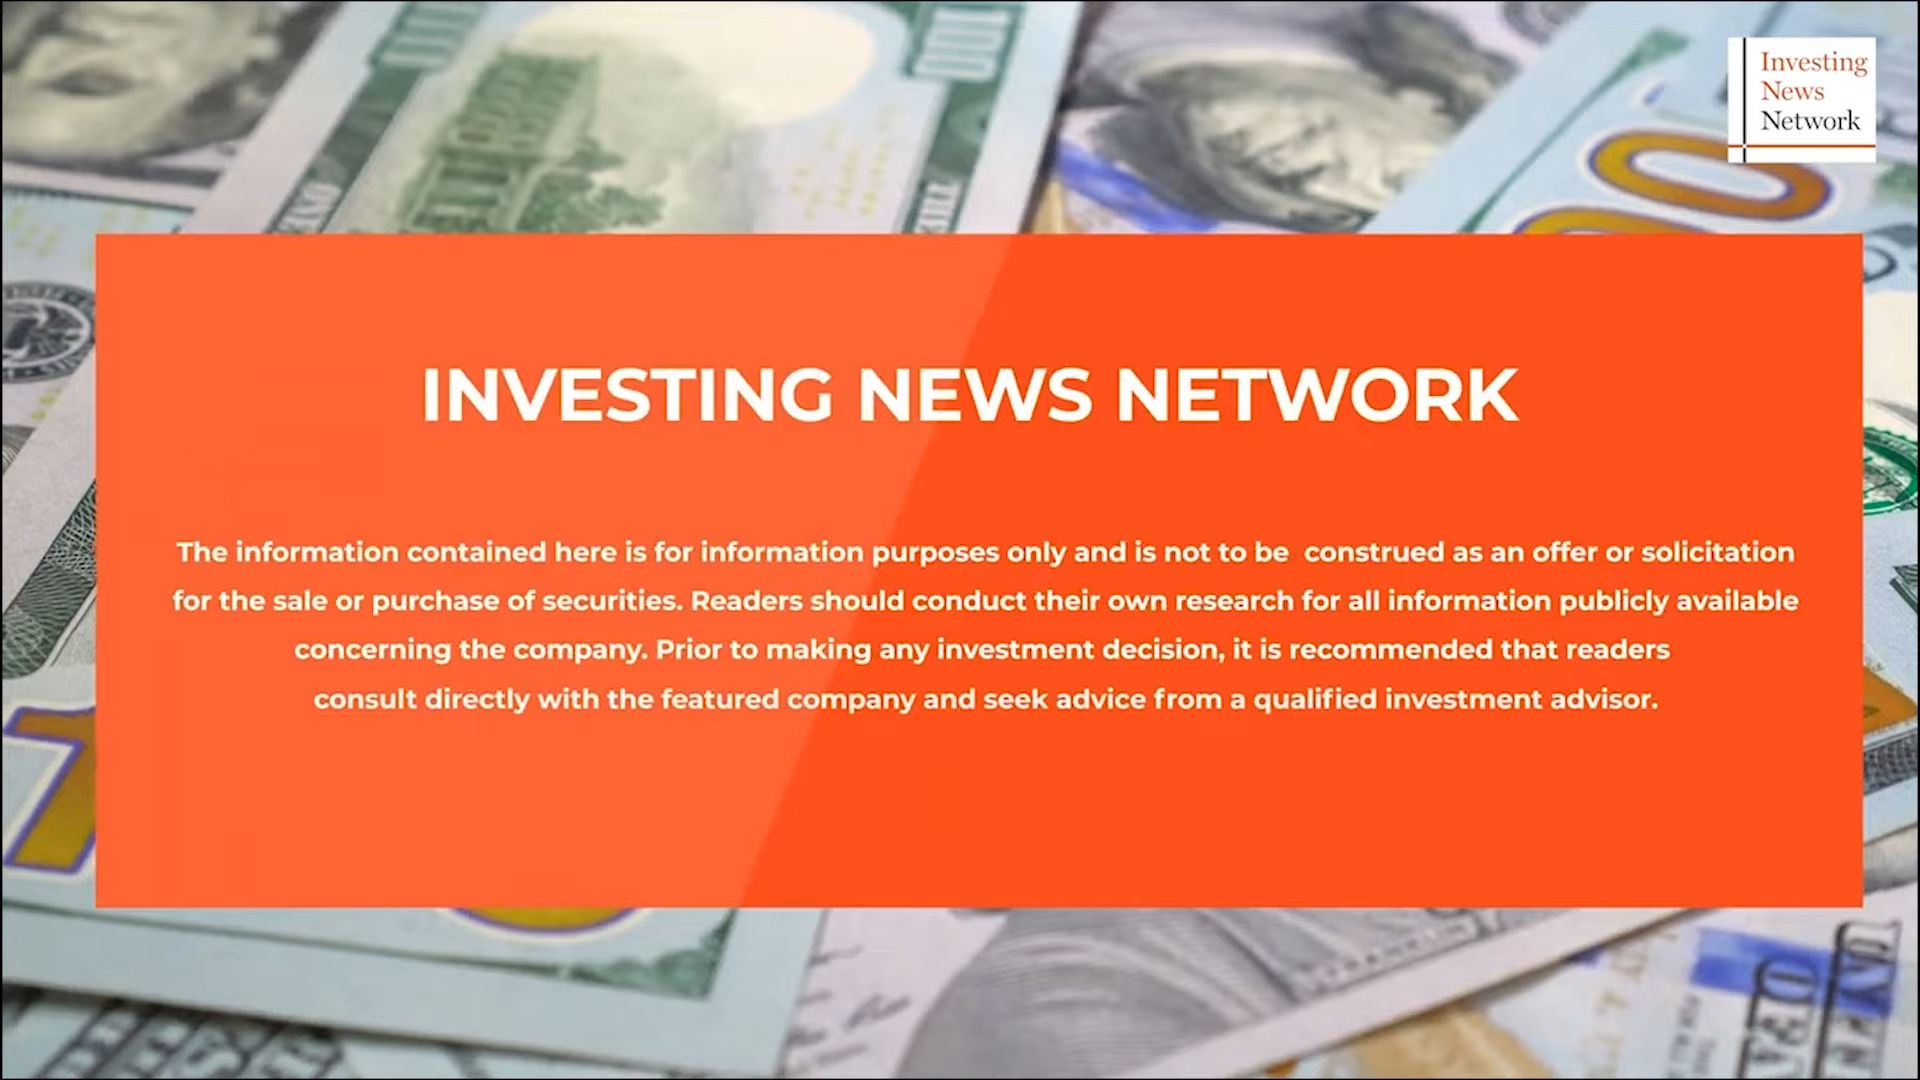 Investing
News
Network
INVESTING NEWS NETWORK
The information contained here is for information purposes only and is not to be  construed as an offer or solicitation
for the sale or purchase of securities. Readers should conduct their own research for all information publicly available
concerning the company. Prior to making any investment decision, it is recommended that readers
consult directly with the featured company and seek advice from a qualified investment advisor.